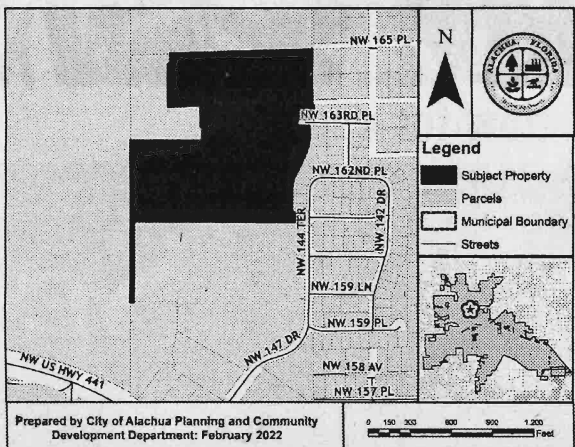 NW 165 PL
NW 163RD PL
NW 162ND PL
NW 144 TER
NW 142 DR
NW 159 LN
NW 159 PL
NW 147 DR
NW 158 AV
NW 157 PL
NW US HWY 441
N
ALACHUA, FLORIDA
Legend
Subject Property
Parcels
Municipal Boundary
Streets
Prepared by City of Alachua Planning and Community
Development Department: February 2022
0 150 300 600 900 1,200
Feet